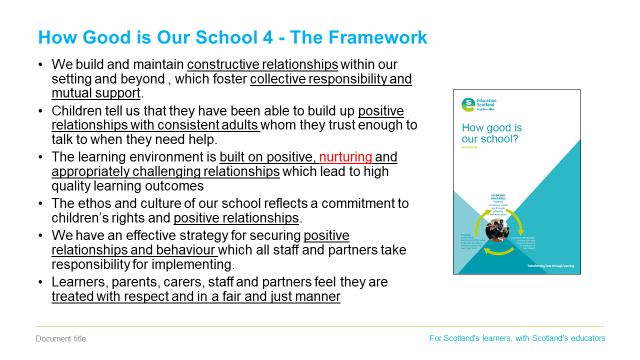 How Good is Our School 4 - The Framework
• We build and maintain constructive relationships within our
setting and beyond , which foster collective responsibility and
mutual support.
• Children tell us that they have been able to build up positive
relationships with consistent adults whom they trust enough to
talk to when they need help.
• The learning environment is built on positive, nurturing and
appropriately challenging relationships which lead to high
quality learning outcomes
• The ethos and culture of our school reflects a commitment to
children's rights and positive relationships.
• We have an effective strategy for securing positive
relationships and behaviour which all staff and partners take
responsibility for implementing.
• Learners, parents, carers, staff and partners feel they are
treated with respect and in a fair and just manner
Education
Scotland
How good is
our school?
Transforming lives through learning
Document title
For Scotland's learners, with Scotland's educators